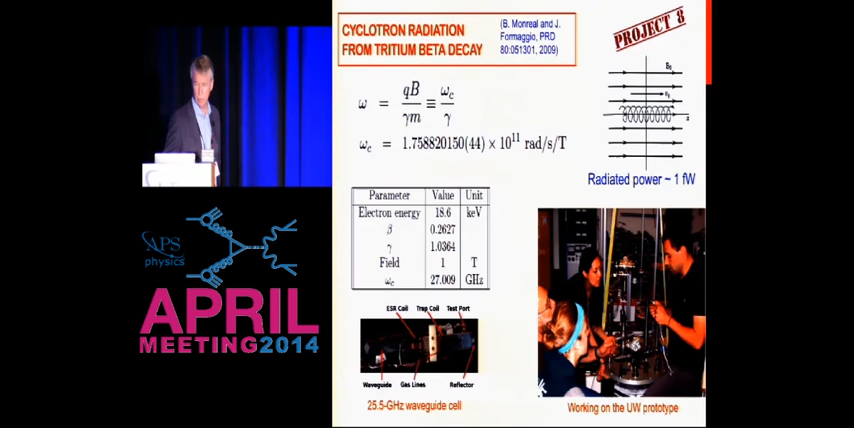 CYCLOTRON RADIATION
FROM TRITIUM BETA DECAY
(B. Monreal and J.
Formaggio, PRD
80:051301, 2009)
PROJECT 8
ω = qB/γm ≡ ωc/γ
ωc = 1.758820150(44) × 10¹¹ rad/s/T
Radiated power ~ 1 fW
Parameter Value Unit
Electron energy 18.6 keV
β 0.2627
γ 1.0364
Field 1 T
ωc 27.009 GHz
ESR Coil Trap Coil Test Port
Waveguide Gas Lines Reflector
25.5-GHz waveguide cell
Working on the UW prototype
APS
physics
APRIL
MEETING2014